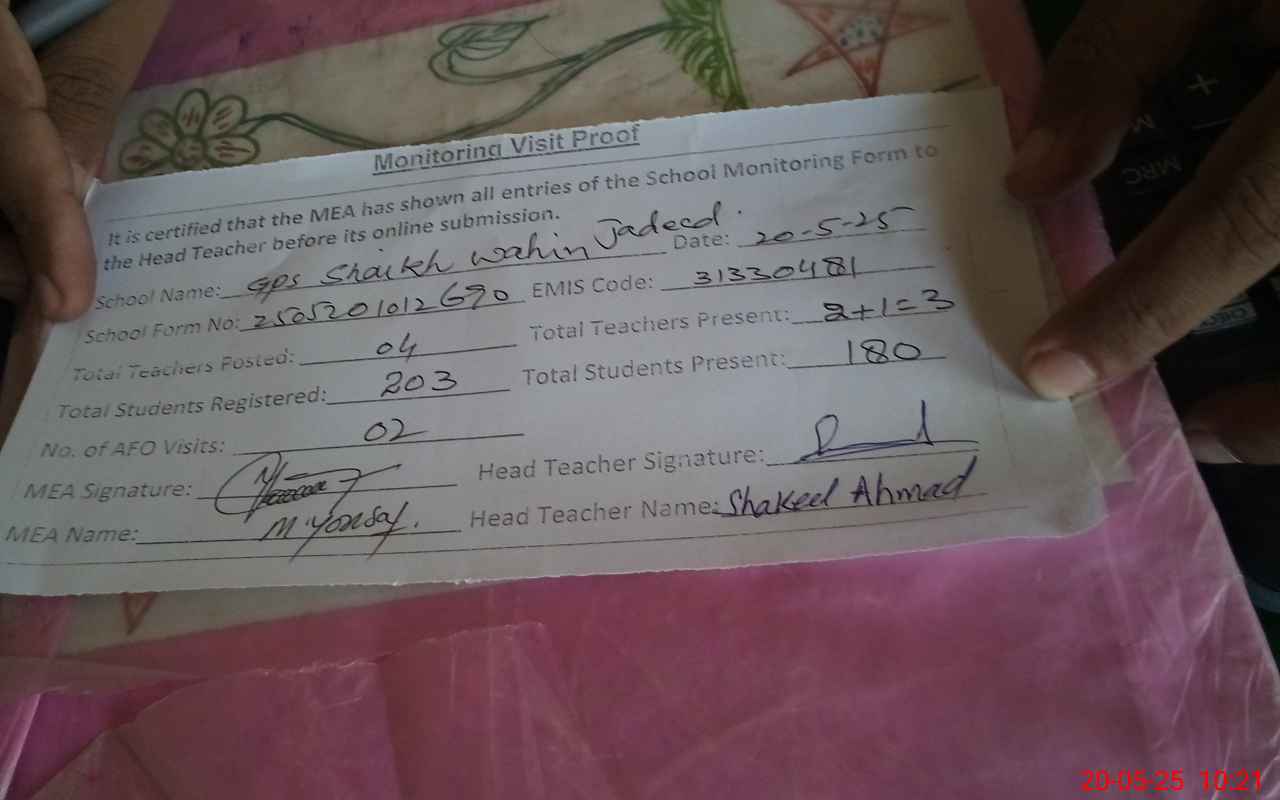 Monitoring Visit Proof
It is certified that the MEA has shown all entries of the School Monitoring Form to
the Head Teacher before its online submission.
School Name: GPS Shaikh Wahin Jadeed. Date: 20-5-25
School Form No: 2505201012690 EMIS Code: 31330481
Total Teachers Posted: 04 Total Teachers Present: 2+1=3
Total Students Registered: 203 Total Students Present: 180
No. of AFO Visits: 02
MEA Signature: Head Teacher Signature:
MEA Name: M. Yousaf. Head Teacher Name: Shakeel Ahmad
+
M
MRC
20-05-25 10:21